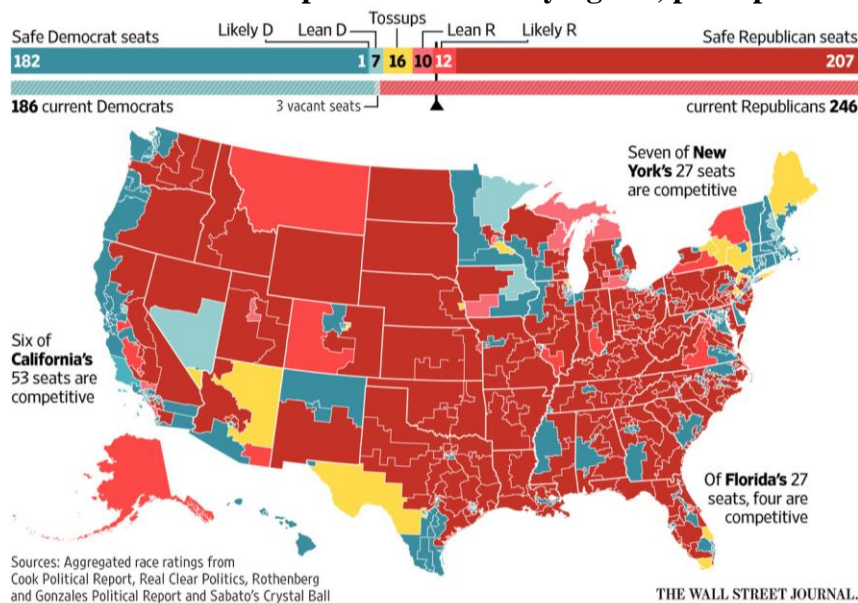 Tossups
Likely D Lean D Lean R Likely R
Safe Democrat seats Safe Republican seats
182 1 7 16 10 12 207
186 current Democrats 3 vacant seats current Republicans 246
Seven of New
York's 27 seats
are competitive
Six of
California's
53 seats are
competitive
Of Florida's 27
seats, four are
competitive
Sources: Aggregated race ratings from
Cook Political Report, Real Clear Politics, Rothenberg
and Gonzales Political Report and Sabato's Crystal Ball
THE WALL STREET JOURNAL.